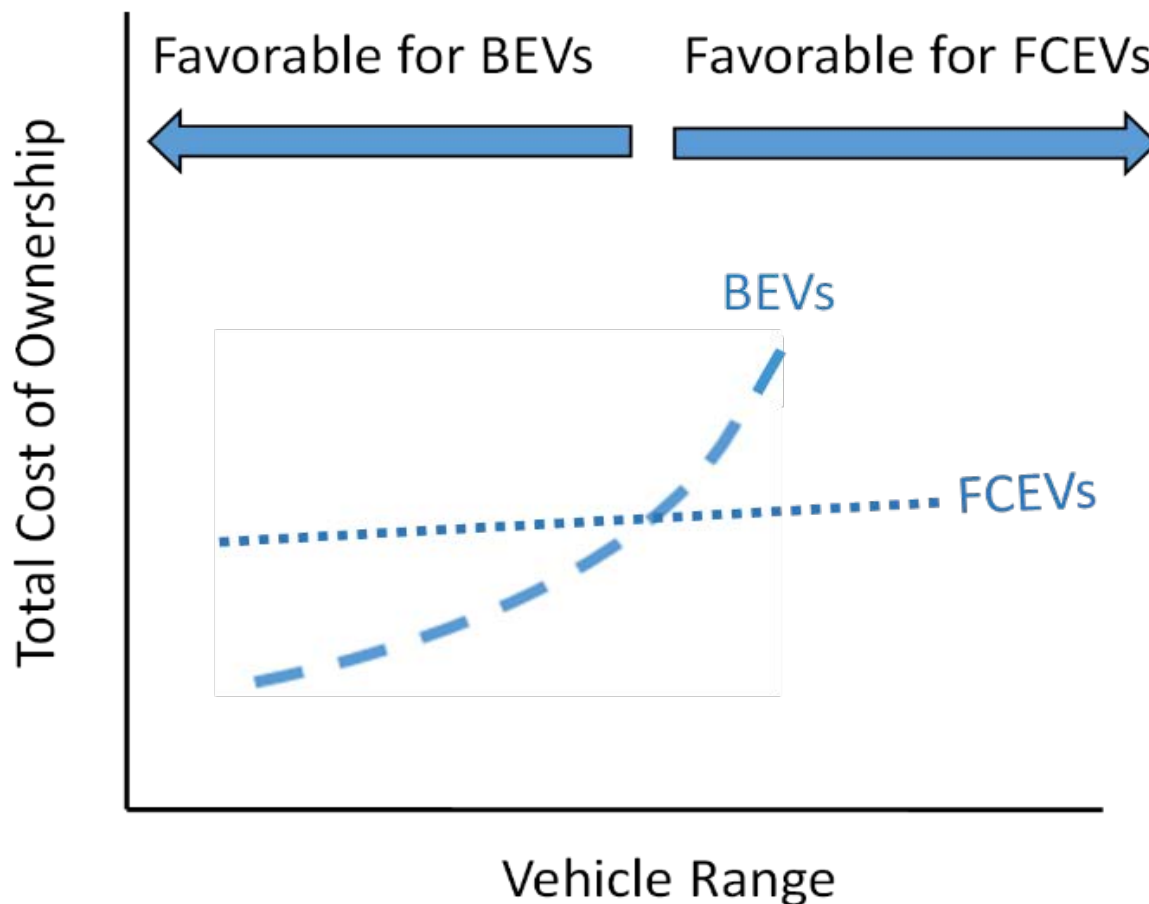 Favorable for BEVs
Favorable for FCEVs
Total Cost of Ownership
BEVs
FCEVs
Vehicle Range